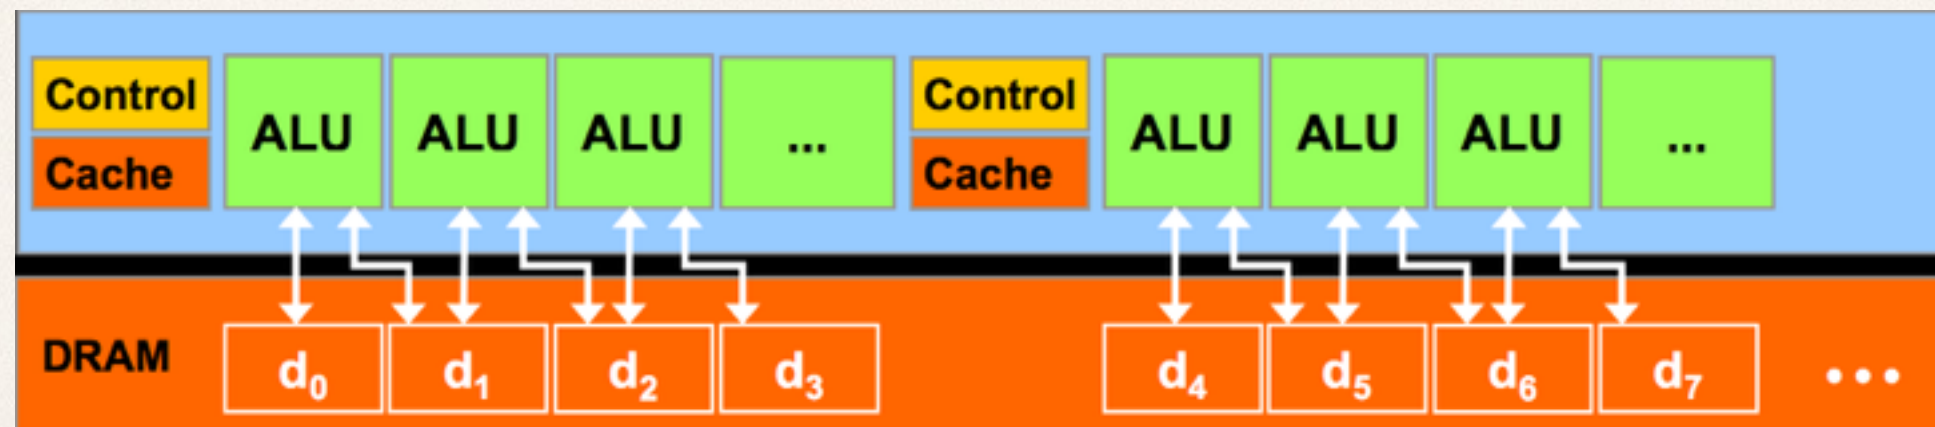 Control ALU ALU ALU ... Control ALU ALU ALU ...
Cache Cache
DRAM d₀ d₁ d₂ d₃ d₄ d₅ d₆ d₇ ...